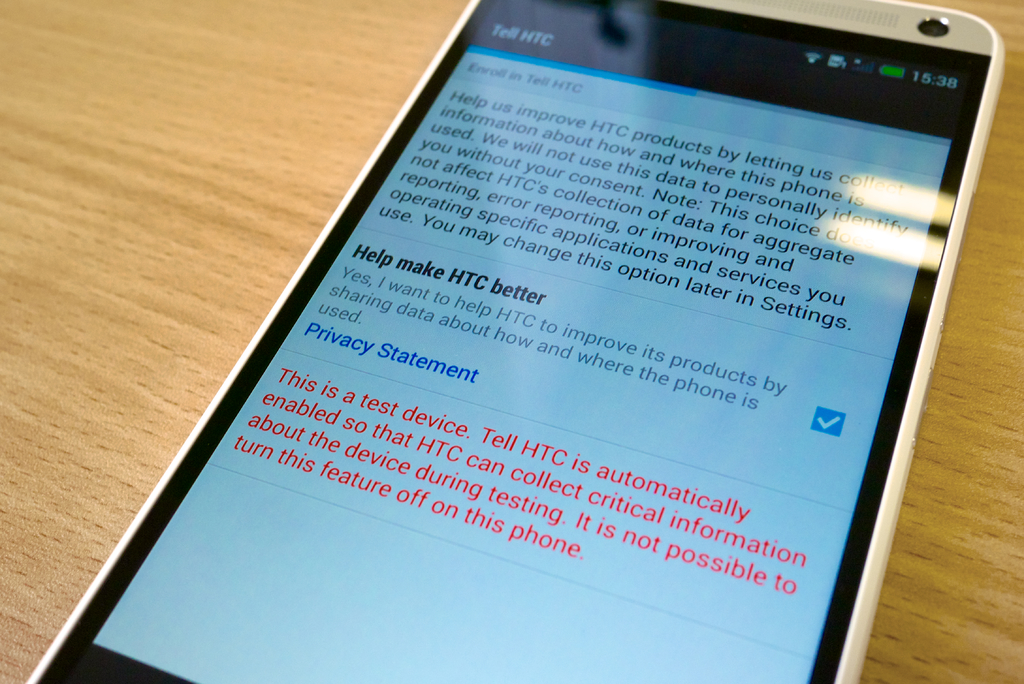 Tell HTC
15:38
Enroll in Tell HTC
Help us improve HTC products by letting us collect
information about how and where this phone is
used. We will not use this data to personally identify
you without your consent. Note: This choice does
not affect HTC's collection of data for aggregate
reporting, error reporting, or improving and
operating specific applications and services you
use. You may change this option later in Settings.
Help make HTC better
Yes, I want to help HTC to improve its products by
sharing data about how and where the phone is
used.
Privacy Statement
This is a test device. Tell HTC is automatically
enabled so that HTC can collect critical information
about the device during testing. It is not possible to
turn this feature off on this phone.